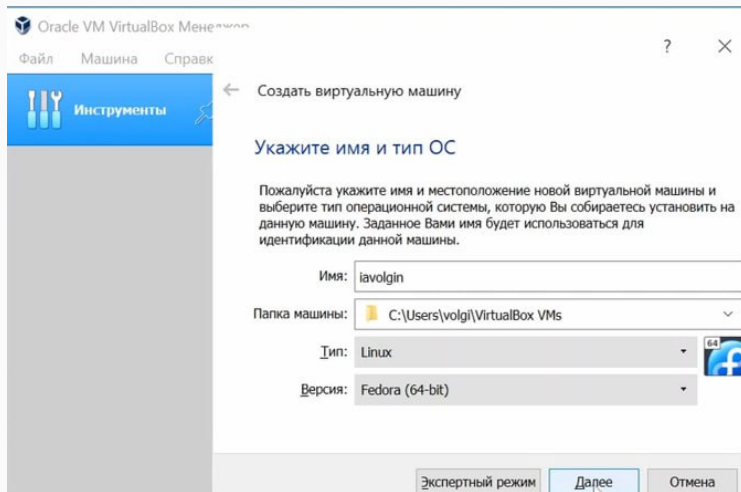 Oracle VM VirtualBox Менеджер
Файл Машина Справк
?
Инструменты
Создать виртуальную машину
Укажите имя и тип ОС
Пожалуйста укажите имя и местоположение новой виртуальной машины и
выберите тип операционной системы, которую Вы собираетесь установить на
данную машину. Заданное Вами имя будет использоваться для
идентификации данной машины.
Имя: iavolgin
Папка машины: C:\Users\volgi\VirtualBox VMs
Тип: Linux
64
Версия: Fedora (64-bit)
Экспертный режим Далее Отмена